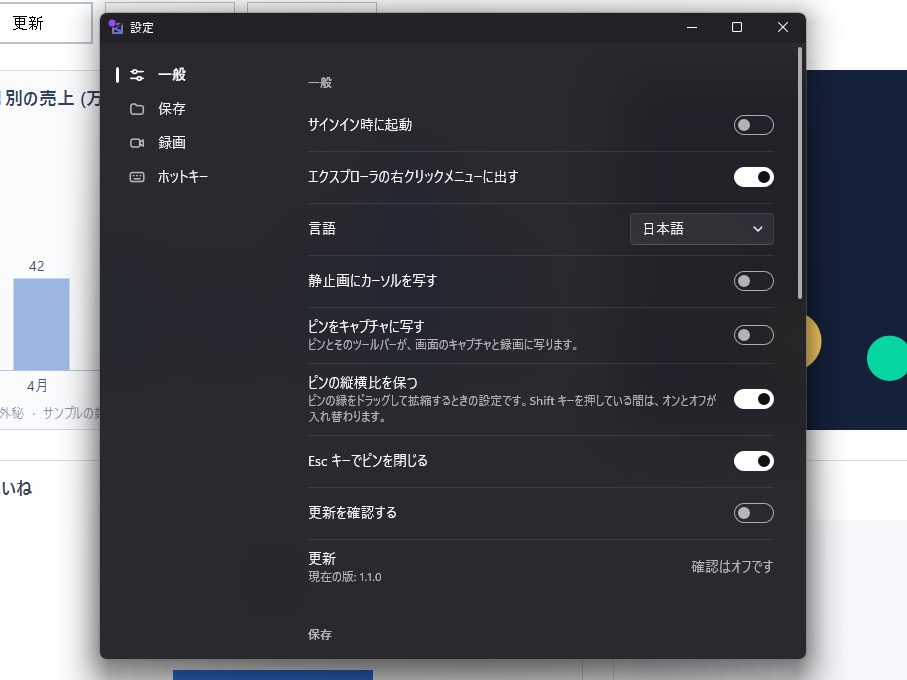 更新
設定
一般
保存
録画
ホットキー
一般
サインイン時に起動
エクスプローラの右クリックメニューに出す
言語
日本語
静止画にカーソルを写す
ピンをキャプチャに写す
ピンとそのツールバーが、画面のキャプチャと録画に写ります。
ピンの縦横比を保つ
ピンの縁をドラッグして拡縮するときの設定です。Shift キーを押している間は、オンとオフが
入れ替わります。
Esc キーでピンを閉じる
更新を確認する
更新
現在の版: 1.1.0
確認はオフです
保存
別の売上 (万
42
4月
外秘 · サンプルの
いね